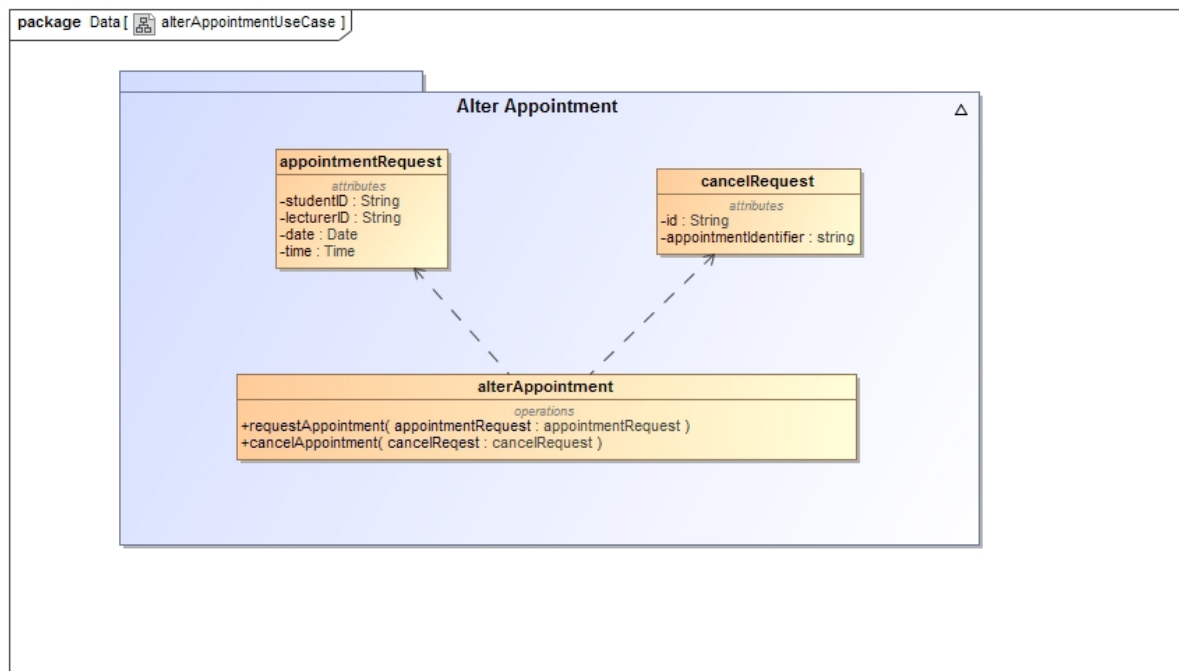 package Data [ alterAppointmentUseCase ]
Alter Appointment
appointmentRequest
attributes
-studentID : String
-lecturerID : String
-date : Date
-time : Time
cancelRequest
attributes
-id : String
-appointmentIdentifier : string
alterAppointment
operations
+requestAppointment( appointmentRequest : appointmentRequest )
+cancelAppointment( cancelReqest : cancelRequest )